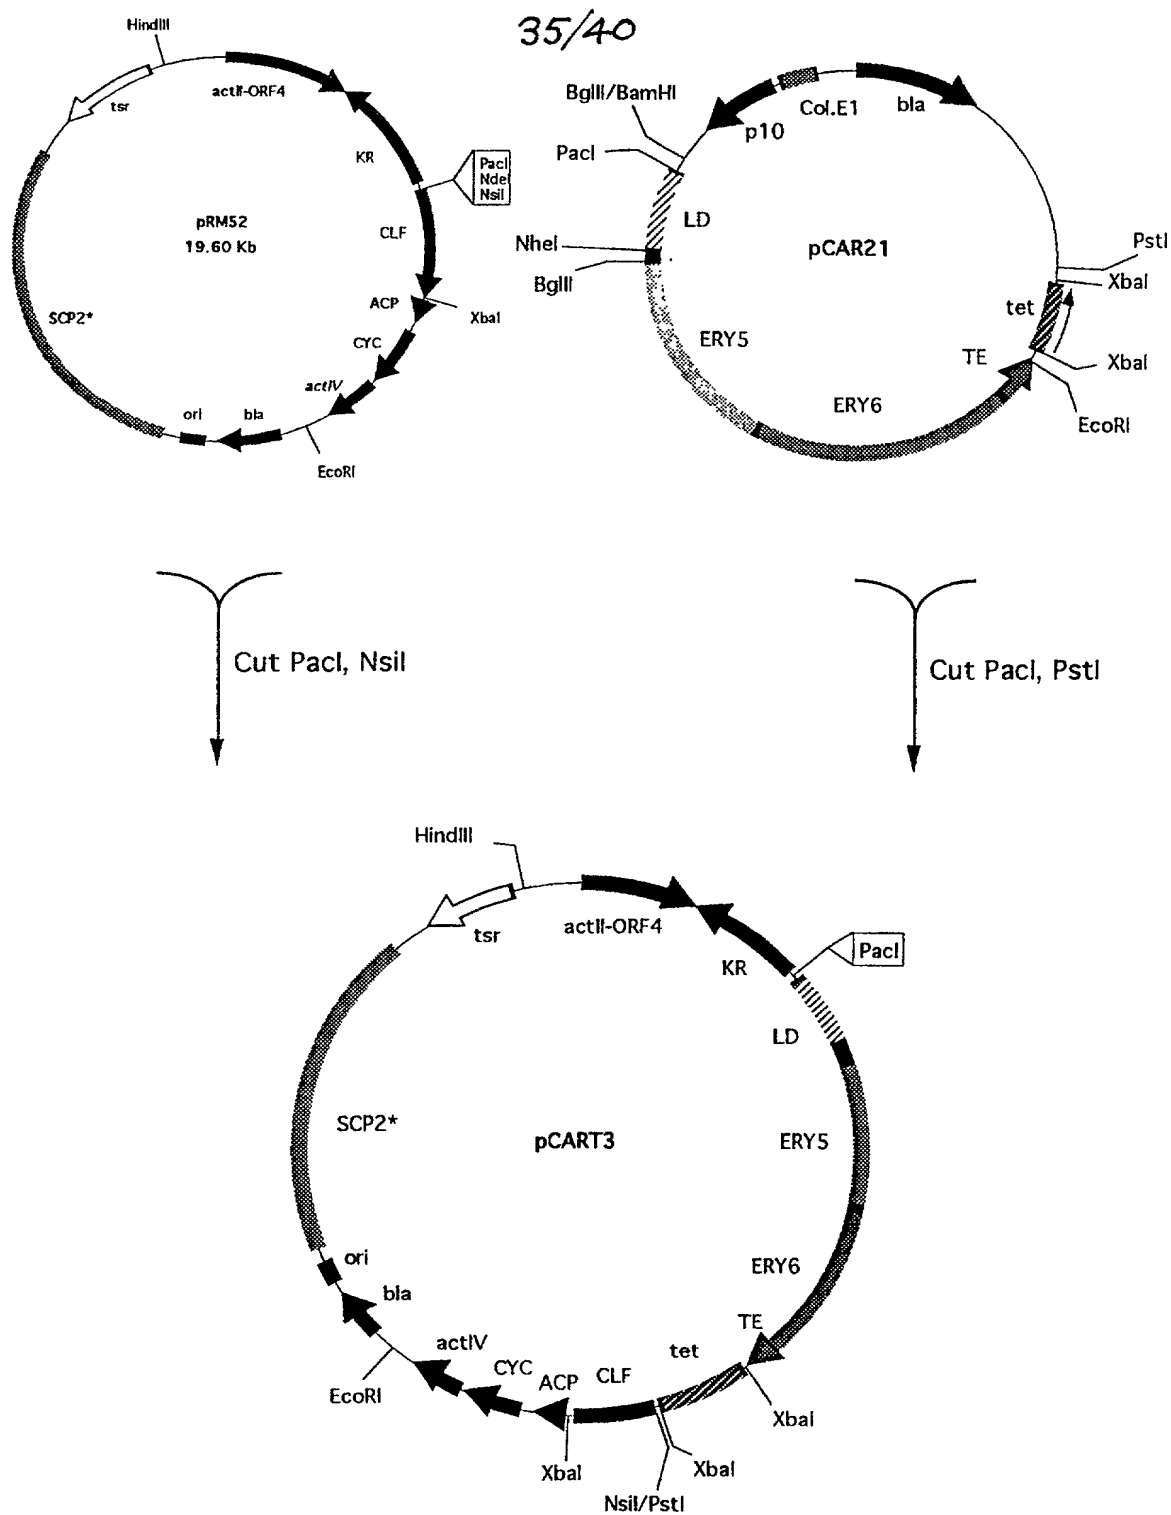 35/40
HindIII
actII-ORF4
tsr
KR
PacI
NdeI
NsiI
pRM52
19.60 Kb
CLF
ACP
XbaI
SCP2*
CYC
actIV
ori
bla
EcoRI
BglII/BamHI
p10
Col.E1
bla
PacI
LD
NheI
pCAR21
PstI
BglII
XbaI
tet
ERY5
TE
XbaI
ERY6
EcoRI
Cut PacI, NsiI
Cut PacI, PstI
HindIII
tsr
actII-ORF4
KR
PacI
LD
SCP2*
pCART3
ERY5
ori
ERY6
bla
TE
actIV
tet
CYC
ACP
CLF
EcoRI
XbaI
XbaI
XbaI
NsiI/PstI